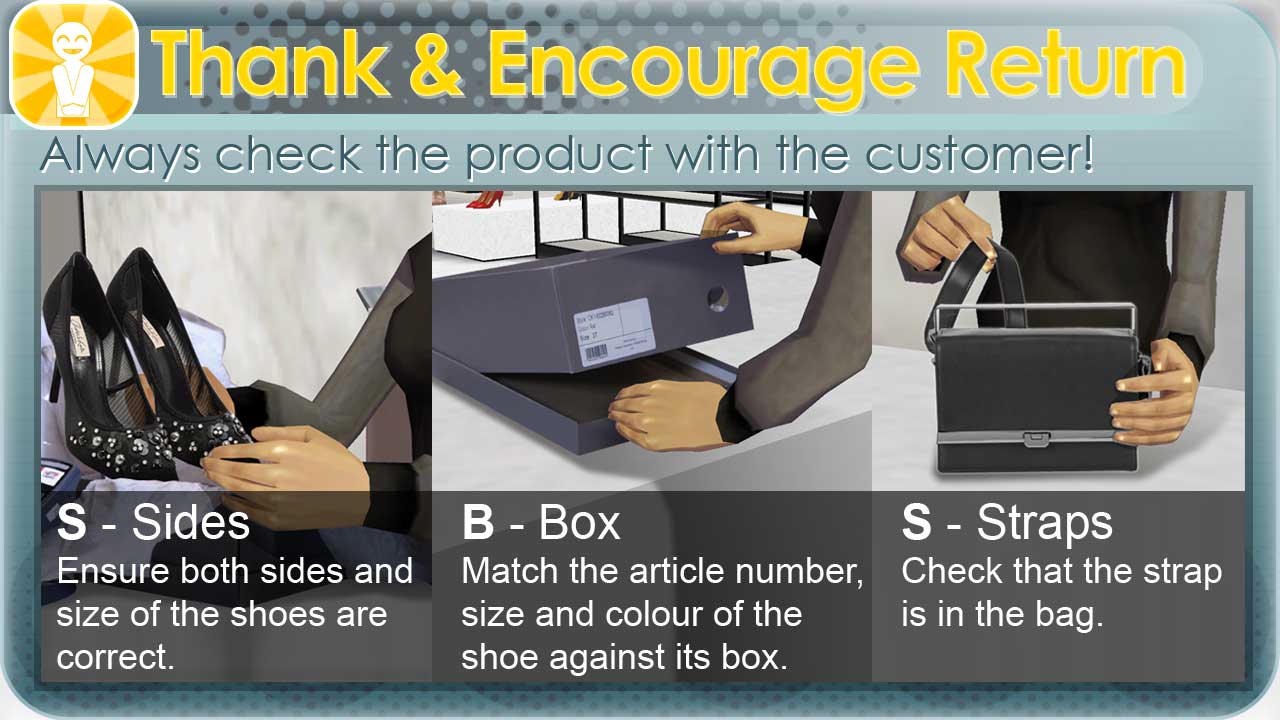 Thank & Encourage Return
Always check the product with the customer!
S - Sides
Ensure both sides and
size of the shoes are
correct.
B - Box
Match the article number,
size and colour of the
shoe against its box.
S - Straps
Check that the strap
is in the bag.